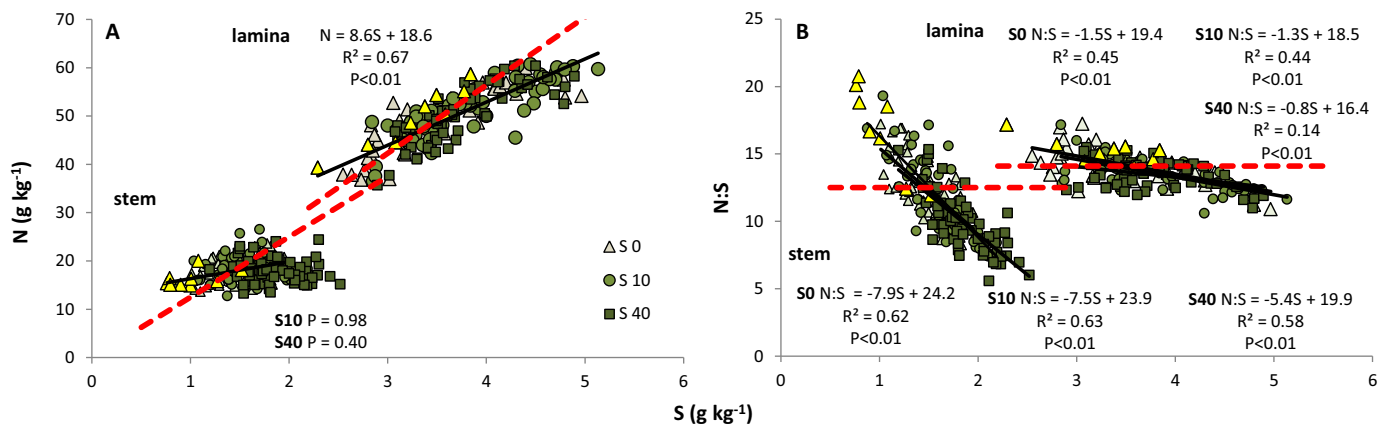 A
lamina
N = 8.6S + 18.6
R² = 0.67
P<0.01
stem
S10 P = 0.98
S40 P = 0.40
S 0
S 10
S 40
N (g kg⁻¹)
70
60
50
40
30
20
10
0
0 1 2 3 4 5 6
B
lamina
S0 N:S = -1.5S + 19.4
R² = 0.45
P<0.01
S10 N:S = -1.3S + 18.5
R² = 0.44
P<0.01
S40 N:S = -0.8S + 16.4
R² = 0.14
P<0.01
stem
S0 N:S = -7.9S + 24.2
R² = 0.62
P<0.01
S10 N:S = -7.5S + 23.9
R² = 0.63
P<0.01
S40 N:S = -5.4S + 19.9
R² = 0.58
P<0.01
N:S
25
20
15
10
5
0
0 1 2 3 4 5 6
S (g kg⁻¹)